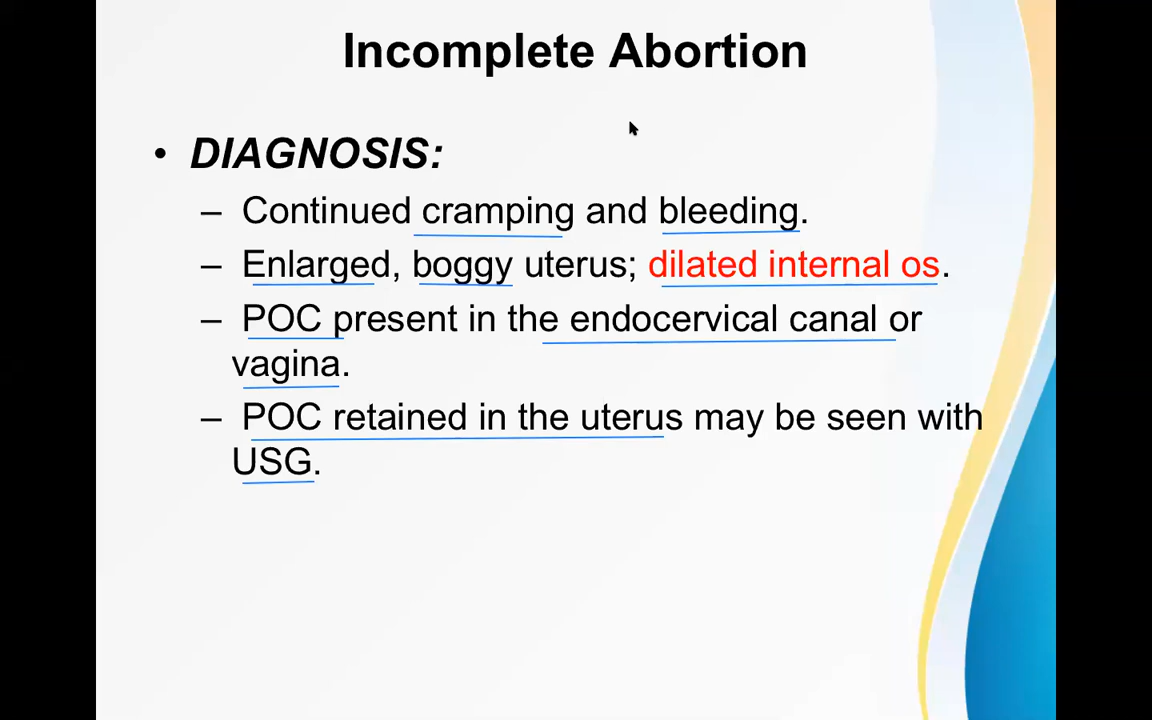 Incomplete Abortion
• DIAGNOSIS:
– Continued cramping and bleeding.
– Enlarged, boggy uterus; dilated internal os.
– POC present in the endocervical canal or
vagina.
– POC retained in the uterus may be seen with
USG.